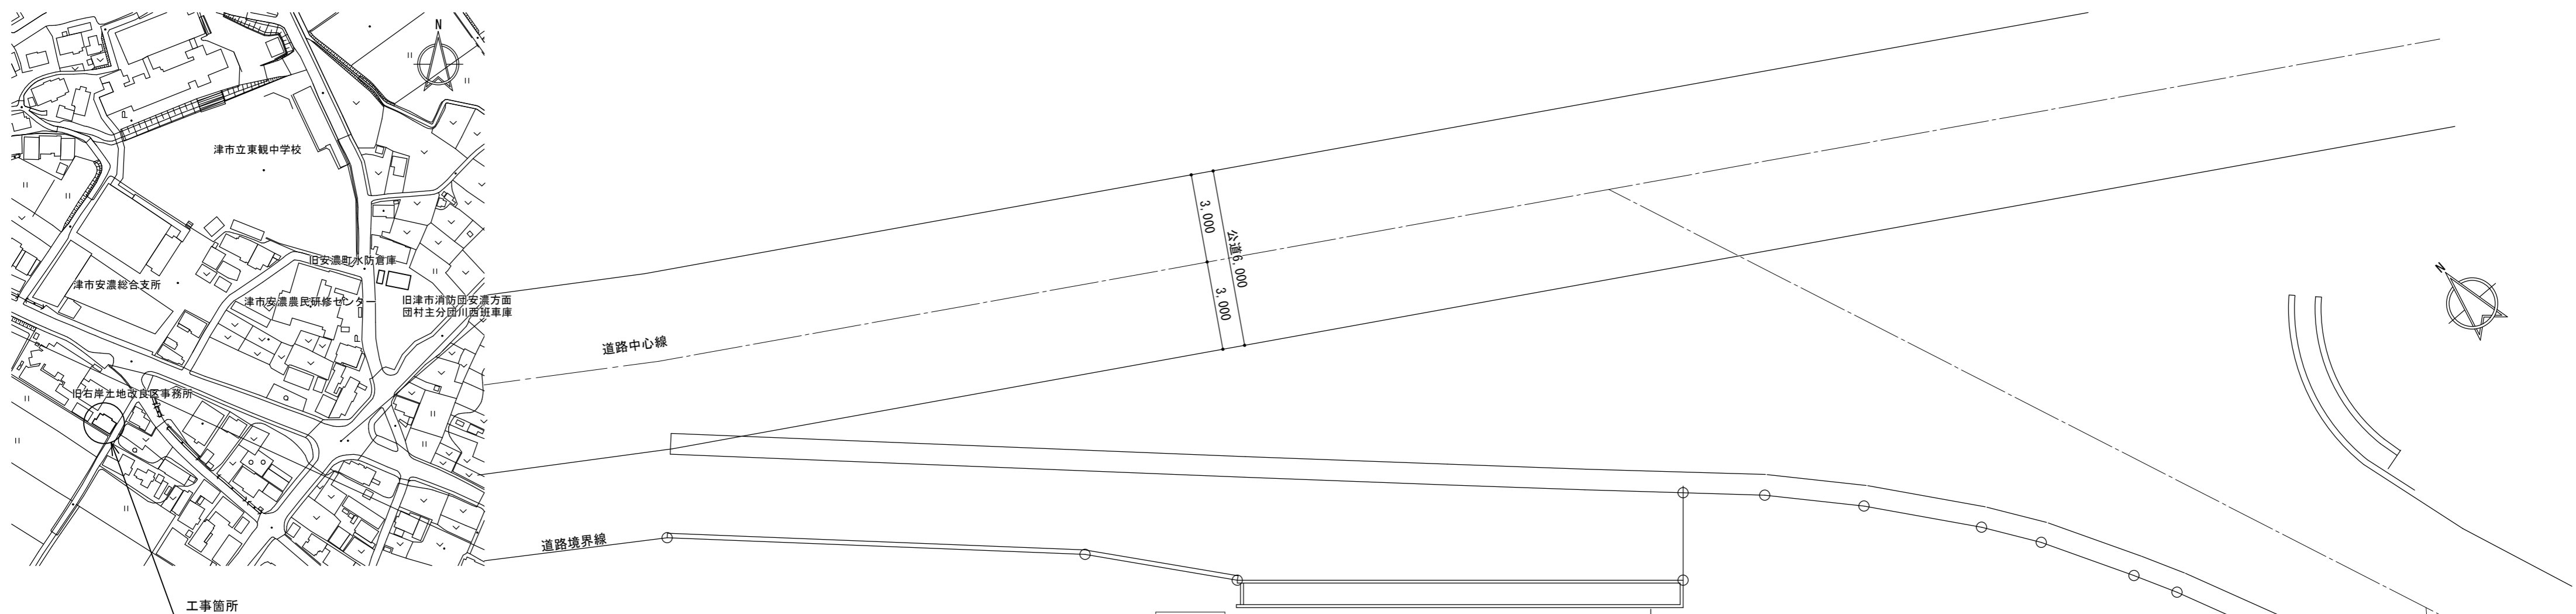 N
津市立東観中学校
旧安濃町水防倉庫
津市安濃総合支所
津市安濃農民研修センター
旧津市消防団安濃方面
団村主分団川西班車庫
旧右岸土地改良区事務所
工事箇所
3,000
公道6,000
3,000
道路中心線
道路境界線
N